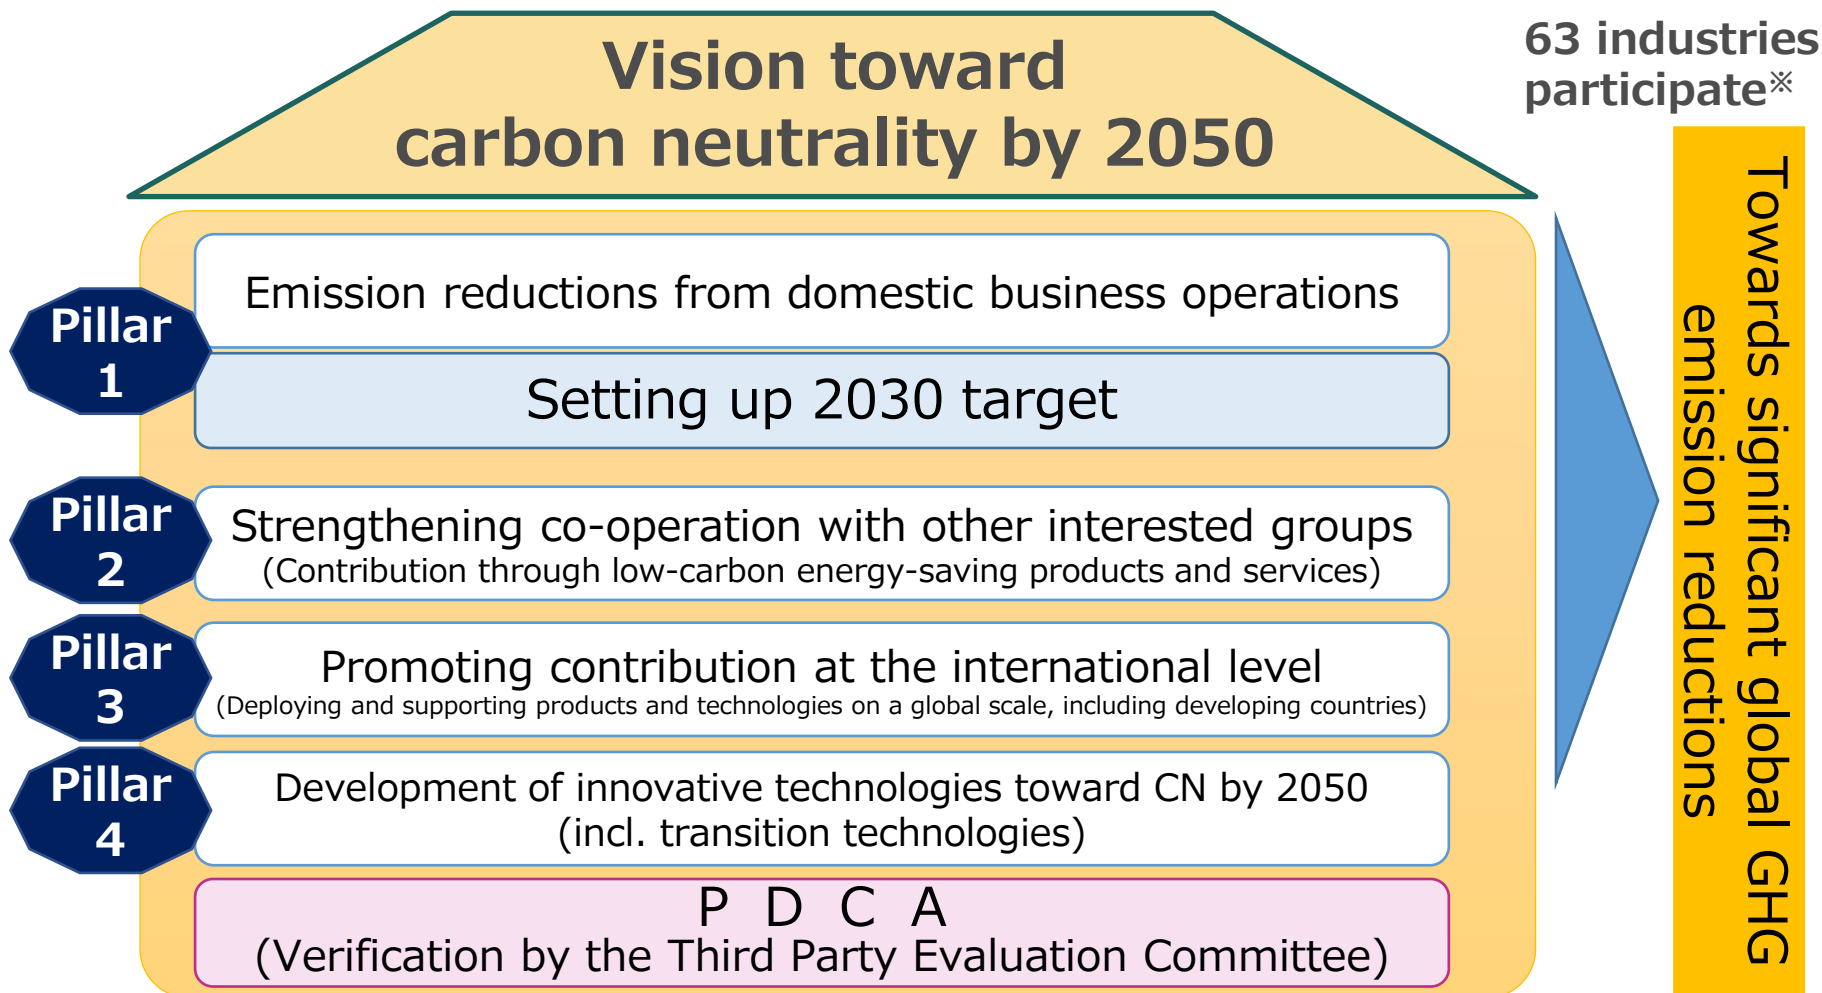 Vision toward
carbon neutrality by 2050
63 industries
participate※
Pillar
1
Emission reductions from domestic business operations
Setting up 2030 target
Pillar
2
Strengthening co-operation with other interested groups
(Contribution through low-carbon energy-saving products and services)
Pillar
3
Promoting contribution at the international level
(Deploying and supporting products and technologies on a global scale, including developing countries)
Pillar
4
Development of innovative technologies toward CN by 2050
(incl. transition technologies)
P D C A
(Verification by the Third Party Evaluation Committee)
Towards significant global GHG
emission reductions